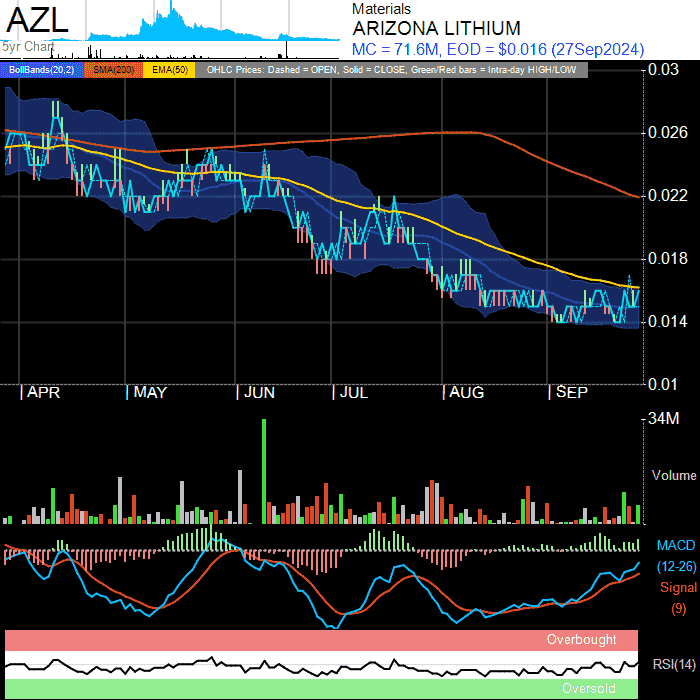 AZL
5yr Chart
Materials
ARIZONA LITHIUM
MC = 71.6M, EOD = $0.016 (27Sep2024)
BollBands(20,2) SMA(200) EMA(50) OHLC Prices: Dashed = OPEN, Solid = CLOSE, Green/Red bars = Intra-day HIGH/LOW
0.03
0.026
0.022
0.018
0.014
0.01
APR MAY JUN JUL AUG SEP
34M
Volume
MACD
(12-26)
Signal
(9)
Overbought
RSI(14)
Oversold